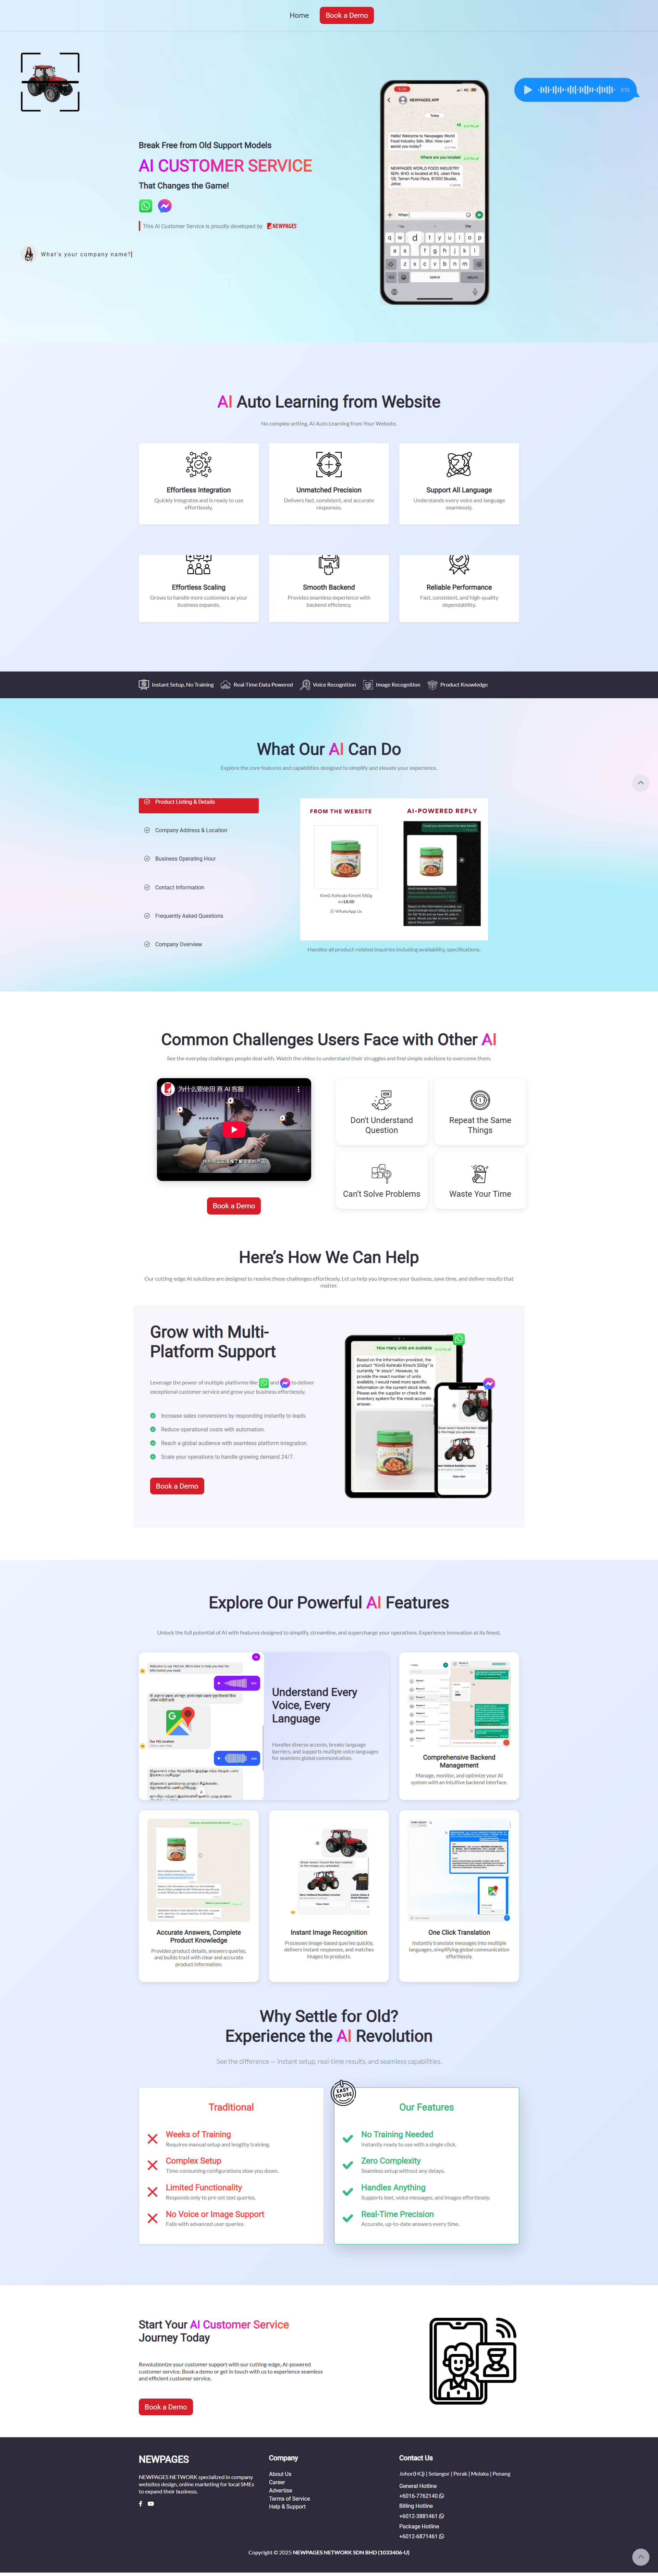 Home
Book a Demo
0:15
NEWPAGES.APP
Today
Hi
Hello! Welcome to Newpages World Food Industry Sdn Bhd. How can I assist you today?
Where are you located
When
Break Free from Old Support Models
AI CUSTOMER SERVICE
That Changes the Game!
This AI Customer Service is proudly developed by NEWPAGES
What's your company name?
AI Auto Learning from Website
No complex setting, AI Auto Learning from Your Website.
Effortless Integration
Quickly integrates and is ready to use
effortlessly.
Unmatched Precision
Delivers fast, consistent, and accurate
responses.
Support All Language
Understands every voice and language
seamlessly.
Effortless Scaling
Grows to handle more customers as your
business expands.
Smooth Backend
Provides seamless experience with
backend efficiency.
Reliable Performance
Fast, consistent, and high-quality
dependability.
Instant Setup, No Training
Real-Time Data Powered
Voice Recognition
Image Recognition
Product Knowledge
What Our AI Can Do
Explore the core features and capabilities designed to simplify and elevate your experience.
Product Listing & Details
Company Address & Location
Business Operating Hour
Contact Information
Frequently Asked Questions
Company Overview
FROM THE WEBSITE
AI-POWERED REPLY
KimG Kohlrabi Kimchi 550g
RM18.00
WhatsApp Us
Handles all product-related inquiries including availability, specifications.
Common Challenges Users Face with Other AI
See the everyday challenges people deal with. Watch the video to understand their struggles and find simple solutions to overcome them.
为什么要使用 真 AI 客服
Book a Demo
IDK
Don't Understand
Question
Repeat the Same
Things
Can't Solve Problems
Waste Your Time
Here's How We Can Help
Our cutting-edge AI solutions are designed to resolve these challenges effortlessly. Let us help you improve your business, save time, and deliver results that
matter.
Grow with Multi-
Platform Support
Leverage the power of multiple platforms like and to deliver
exceptional customer service and grow your business effortlessly.
Increase sales conversions by responding instantly to leads.
Reduce operational costs with automation.
Reach a global audience with seamless platform integration.
Scale your operations to handle growing demand 24/7.
Book a Demo
How many units are available
Based on the information
provided, the product "KimG
Kohlrabi Kimchi 550g" is
currently in stock. However,
the exact number of units
available is not specified. If
you would need more
specific information on the
stock levels. Please ask the
supplier or check the
inventory system for the
most accurate count.
View item
Explore Our Powerful AI Features
Unlock the full potential of AI with features designed to simplify, streamline, and supercharge your operations. Experience innovation at its finest.
Our HQ location
Understand Every
Voice, Every
Language
Handles diverse accents, breaks language
barriers, and supports multiple voice languages
for seamless global communication.
Comprehensive Backend
Management
Manage, monitor, and optimize your AI
system with an intuitive backend interface.
Accurate Answers, Complete
Product Knowledge
Provides product details, answers queries,
and builds trust with clear and accurate
product information.
Instant Image Recognition
Processes image-based queries quickly,
delivers instant responses, and matches
images to products.
One Click Translation
Instantly translate messages into multiple
languages, simplifying global communication
effortlessly.
Why Settle for Old?
Experience the AI Revolution
See the difference — instant setup, real-time results, and seamless capabilities.
EASY
TO USE
Traditional
Weeks of Training
Requires manual setup and lengthy training.
Complex Setup
Time-consuming configurations slow you down.
Limited Functionality
Responds only to pre-set text queries.
No Voice or Image Support
Fails with advanced user queries.
Our Features
No Training Needed
Instantly ready to use with a single click.
Zero Complexity
Seamless setup without any delays.
Handles Anything
Supports text, voice messages, and images effortlessly.
Real-Time Precision
Accurate, up-to-date answers every time.
Start Your AI Customer Service
Journey Today
Revolutionize your customer support with our cutting-edge, AI-powered
customer service. Book a demo or get in touch with us to experience seamless
and efficient customer service.
Book a Demo
NEWPAGES
NEWPAGES NETWORK specialized in company
websites design, online marketing for local SMEs
to expand their business.
Company
About Us
Career
Advertise
Terms of Service
Help & Support
Contact Us
Johor(HQ) | Selangor | Perak | Melaka | Penang
General Hotline
+6016-7762140
Billing Hotline
+6012-3881461
Package Hotline
+6012-6871461
Copyright © 2025 NEWPAGES NETWORK SDN BHD (1033406-U)